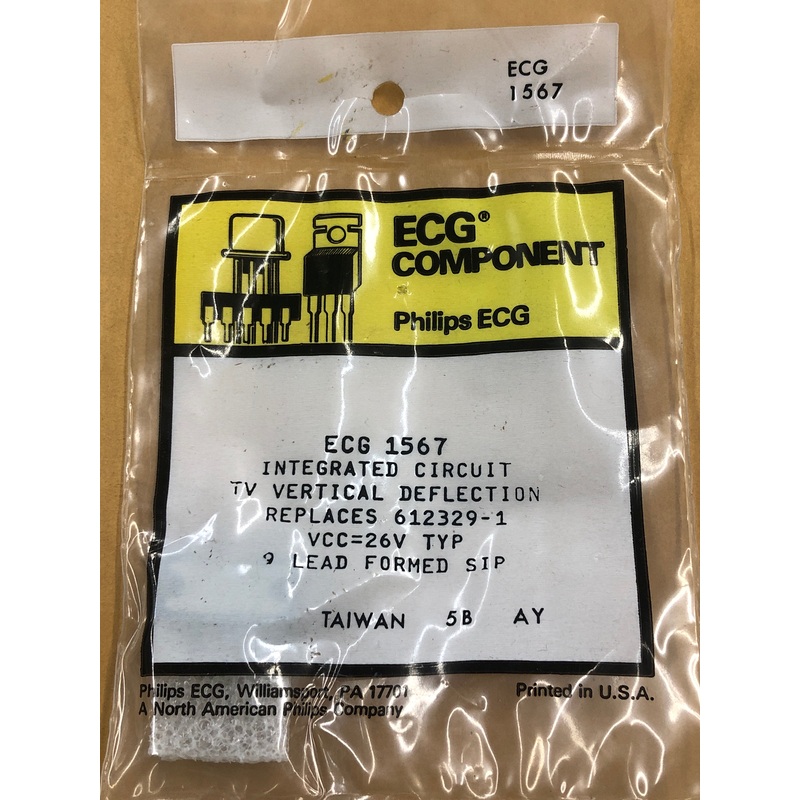 ECG
1567
ECG®
COMPONENT
Philips ECG
ECG 1567
INTEGRATED CIRCUIT
TV VERTICAL DEFLECTION
REPLACES 612329-1
VCC=26V TYP
9 LEAD FORMED SIP
TAIWAN 5B AY
Philips ECG, Williamsport, PA 17701
A North American Philips Company
Printed in U.S.A.